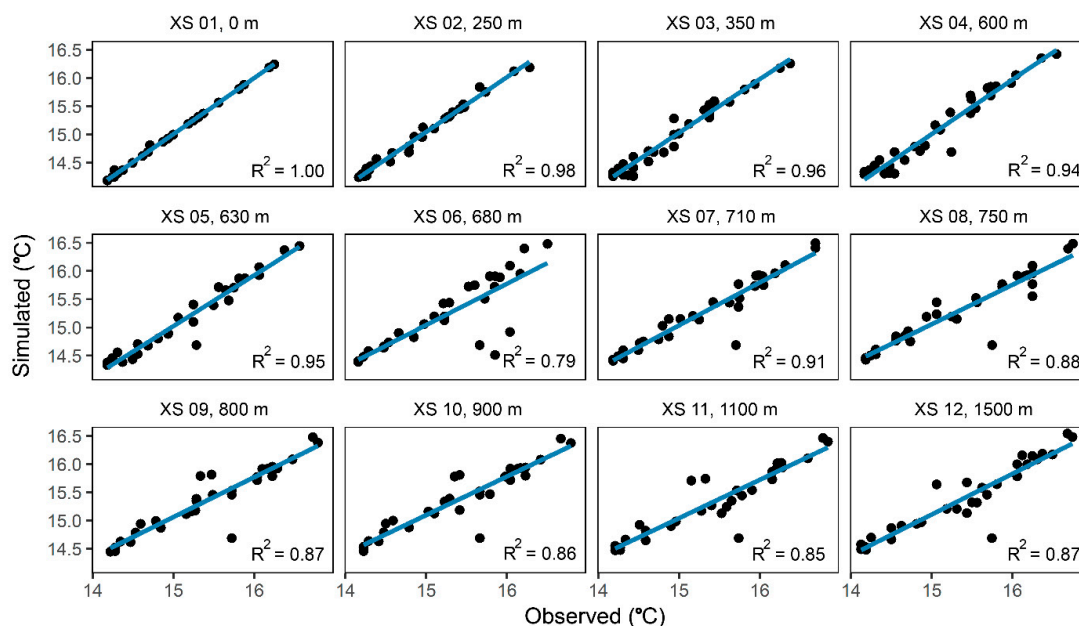 XS 01, 0 m
XS 02, 250 m
XS 03, 350 m
XS 04, 600 m
16.5
16.0
15.5
15.0
14.5
R² = 1.00
R² = 0.98
R² = 0.96
R² = 0.94
XS 05, 630 m
XS 06, 680 m
XS 07, 710 m
XS 08, 750 m
Simulated (°C)
16.5
16.0
15.5
15.0
14.5
R² = 0.95
R² = 0.79
R² = 0.91
R² = 0.88
XS 09, 800 m
XS 10, 900 m
XS 11, 1100 m
XS 12, 1500 m
16.5
16.0
15.5
15.0
14.5
R² = 0.87
R² = 0.86
R² = 0.85
R² = 0.87
14 15 16
14 15 16
14 15 16
14 15 16
Observed (°C)